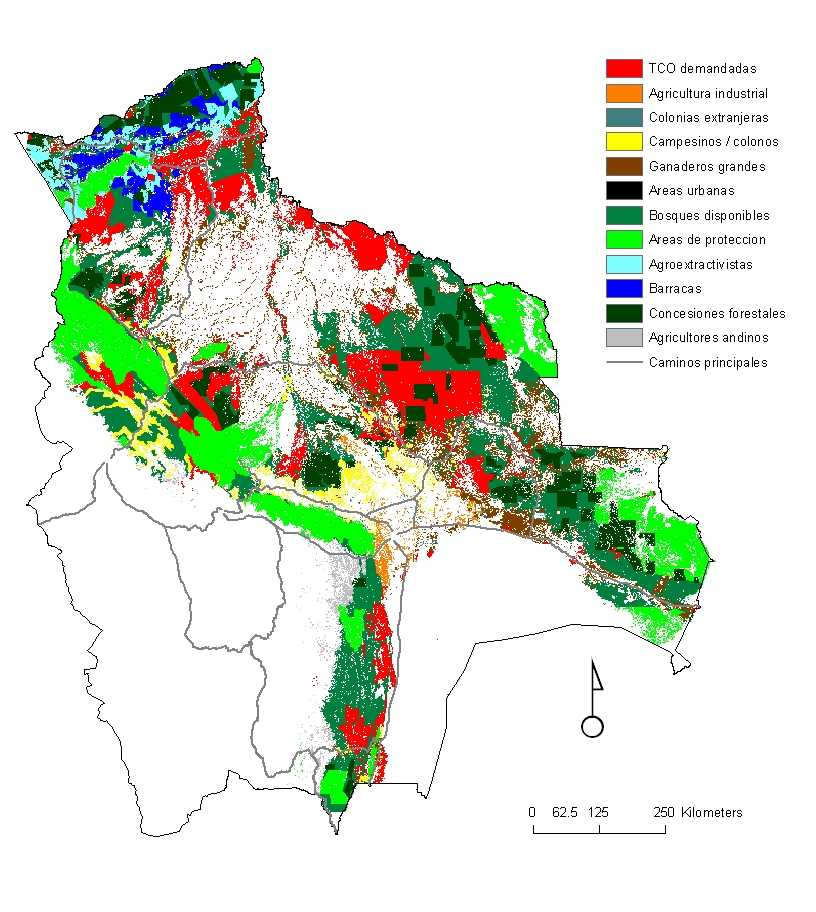 TCO demandadas
Agricultura industrial
Colonias extranjeras
Campesinos / colonos
Ganaderos grandes
Areas urbanas
Bosques disponibles
Areas de proteccion
Agroextractivistas
Barracas
Concesiones forestales
Agricultores andinos
Caminos principales
0 62.5 125 250 Kilometers